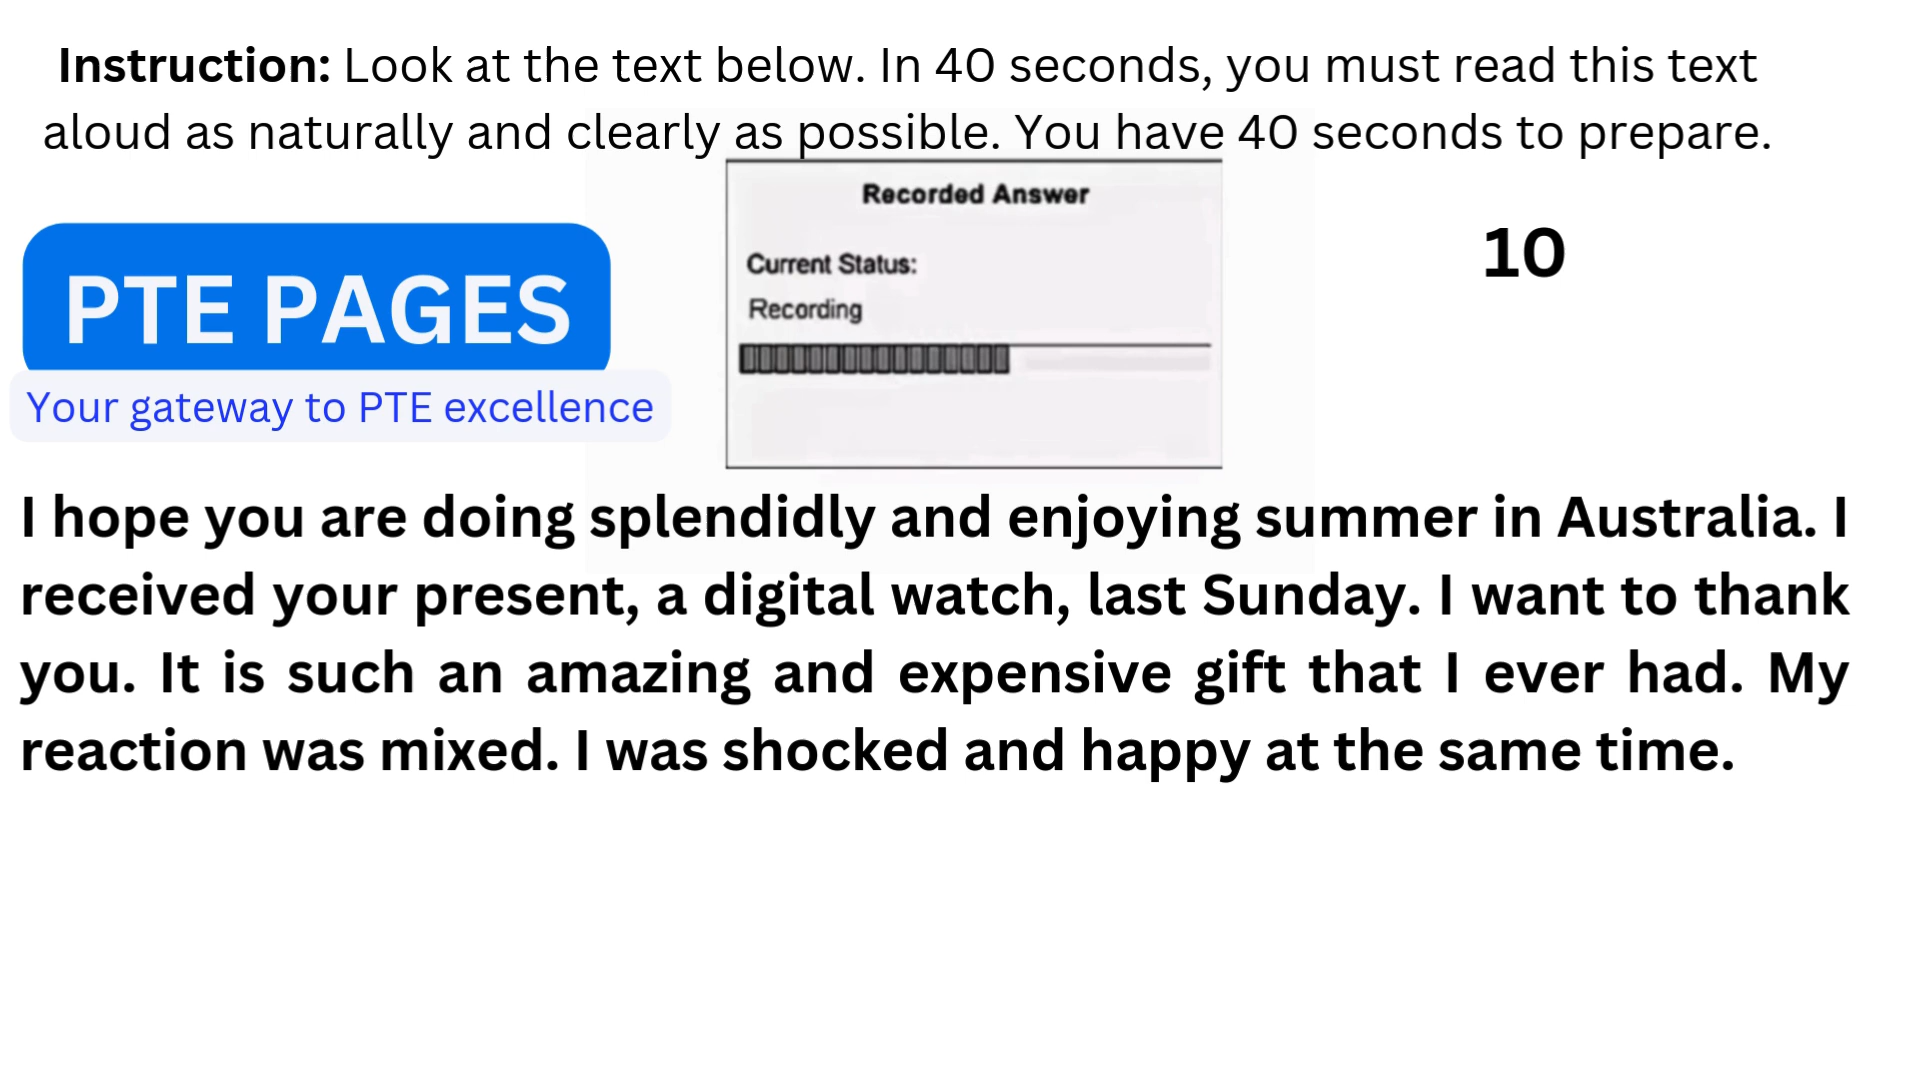 Instruction: Look at the text below. In 40 seconds, you must read this text
aloud as naturally and clearly as possible. You have 40 seconds to prepare.
Recorded Answer
Current Status:
Recording
10
PTE PAGES
Your gateway to PTE excellence
I hope you are doing splendidly and enjoying summer in Australia. I
received your present, a digital watch, last Sunday. I want to thank
you. It is such an amazing and expensive gift that I ever had. My
reaction was mixed. I was shocked and happy at the same time.